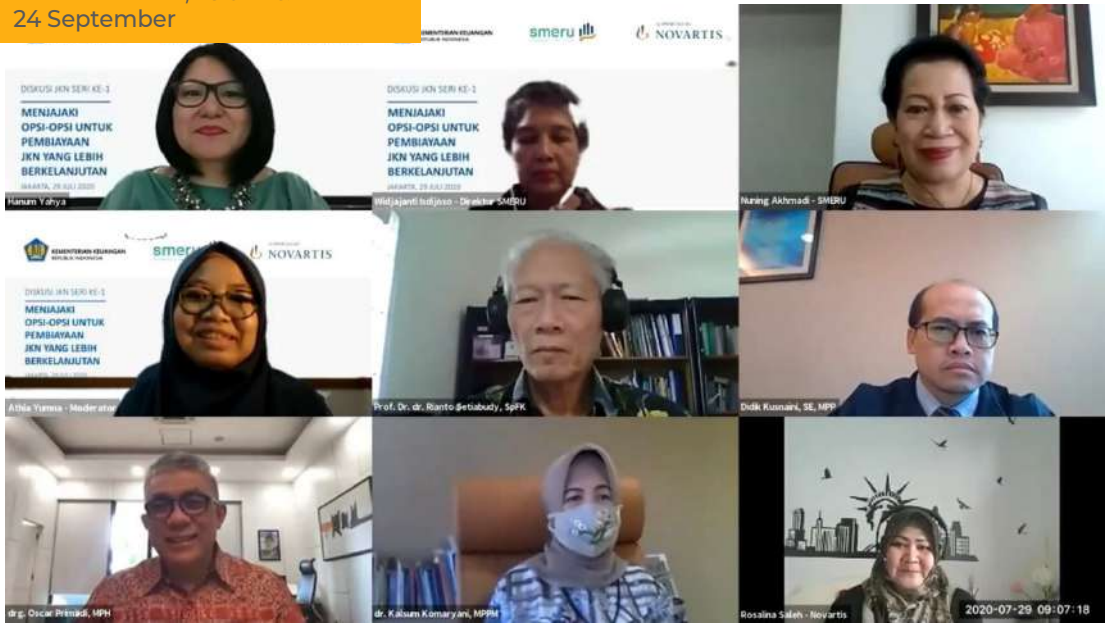 24 September
KEMENTERIAN KEUANGAN
REPUBLIK INDONESIA
smeru
NOVARTIS
DISKUSI JKN SERI KE-1
MENJAJAKI
OPSI-OPSI UNTUK
PEMBIAYAAN
JKN YANG LEBIH
BERKELANJUTAN
JAKARTA, 29 JULI 2020
Hanum Yahya
DISKUSI JKN SERI KE-1
MENJAJAKI
OPSI-OPSI UNTUK
PEMBIAYAAN
JKN YANG LEBIH
BERKELANJUTAN
JAKARTA, 29 JULI 2020
Widjajanti Isdijoso - Direktur SMERU
Nuning Akhmadi - SMERU
KEMENTERIAN KEUANGAN
REPUBLIK INDONESIA
smeru
NOVARTIS
DISKUSI JKN SERI KE-1
MENJAJAKI
OPSI-OPSI UNTUK
PEMBIAYAAN
JKN YANG LEBIH
BERKELANJUTAN
Athia Yumna - Moderator
Prof. Dr. dr. Rianto Setiabudy, SpFK
Didik Kusnaini, SE, MPP
drg. Oscar Primadi, MPH
dr. Kalsum Komaryani, MPPM
Rosalina Saleh - Novartis
2020-07-29 09:07:18